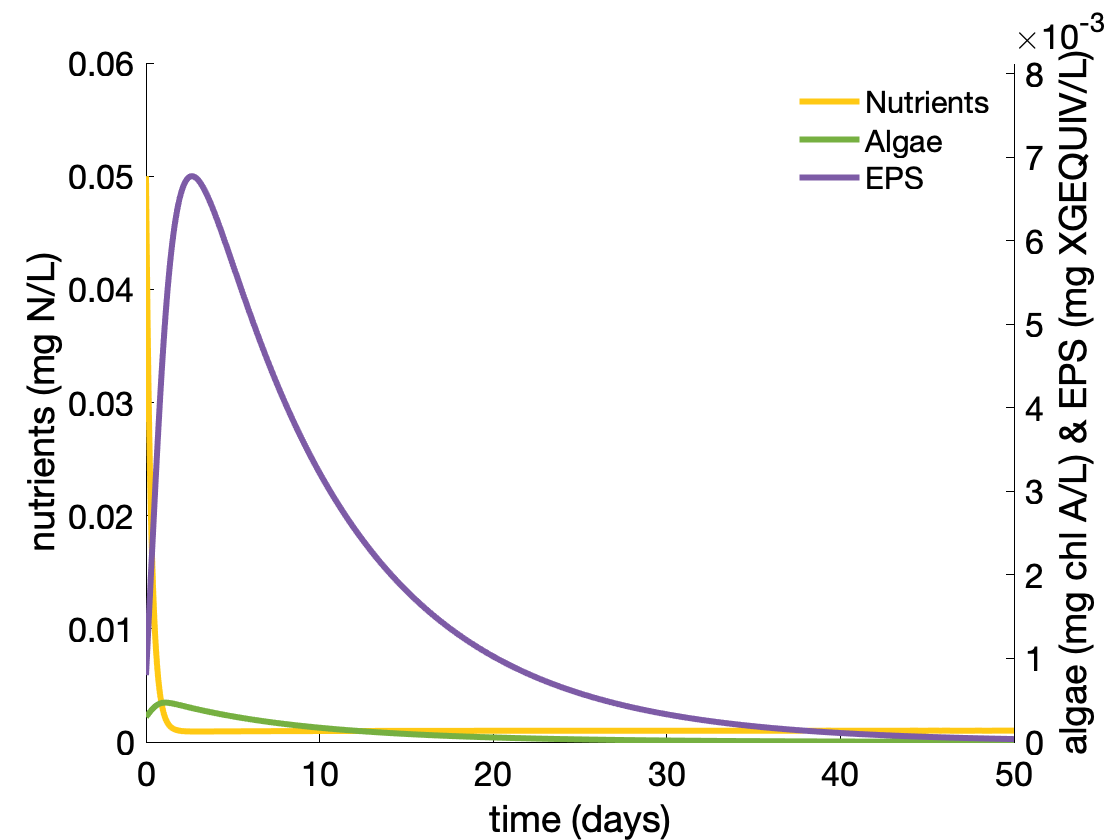 ×10-3
0.06
0.05
0.04
0.03
0.02
0.01
0
nutrients (mg N/L)
Nutrients
Algae
EPS
8
7
6
5
4
3
2
1
0
algae (mg chl A/L) & EPS (mg XGEQUIV/L)
0 10 20 30 40 50
time (days)